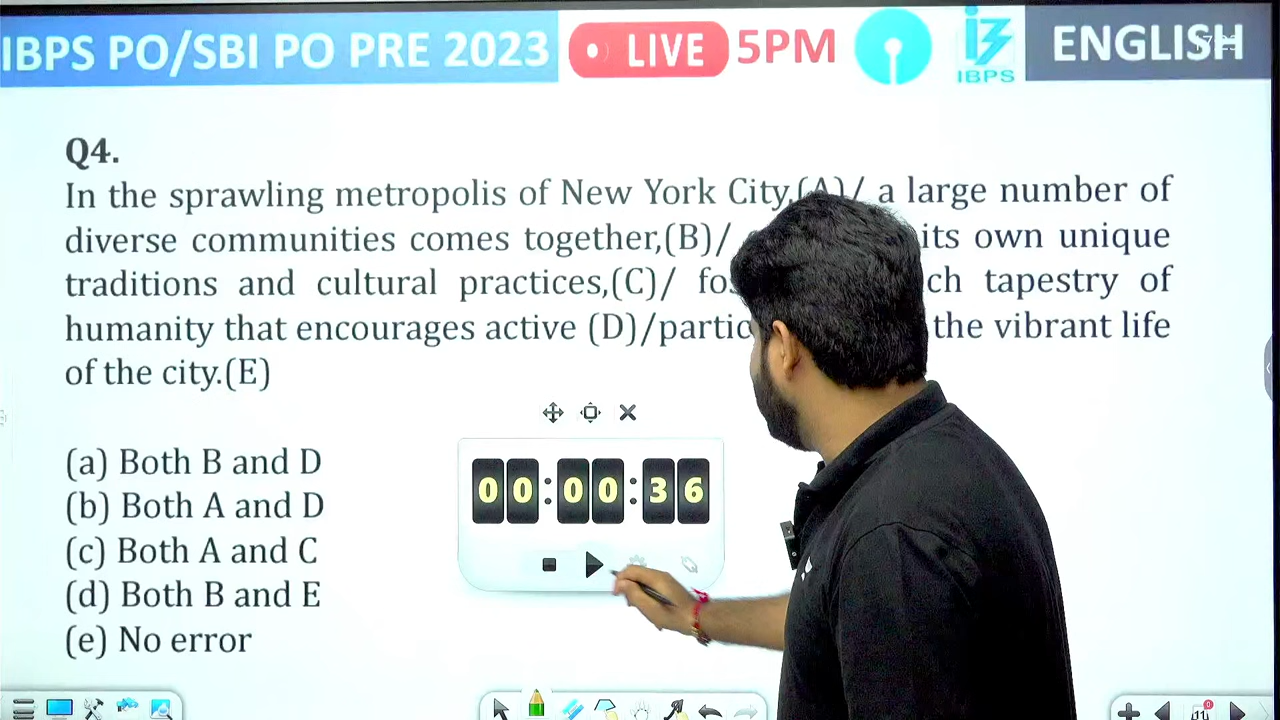 IBPS PO/SBI PO PRE 2023 LIVE 5PM IBPS ENGLISH
Q4.
In the sprawling metropolis of New York City,(A)/ a large number of
diverse communities comes together,(B)/ its own unique
traditions and cultural practices,(C)/ tapestry of
humanity that encourages active (D)/ the vibrant life
of the city.(E)
(a) Both B and D
(b) Both A and D
(c) Both A and C
(d) Both B and E
(e) No error
00:00:36